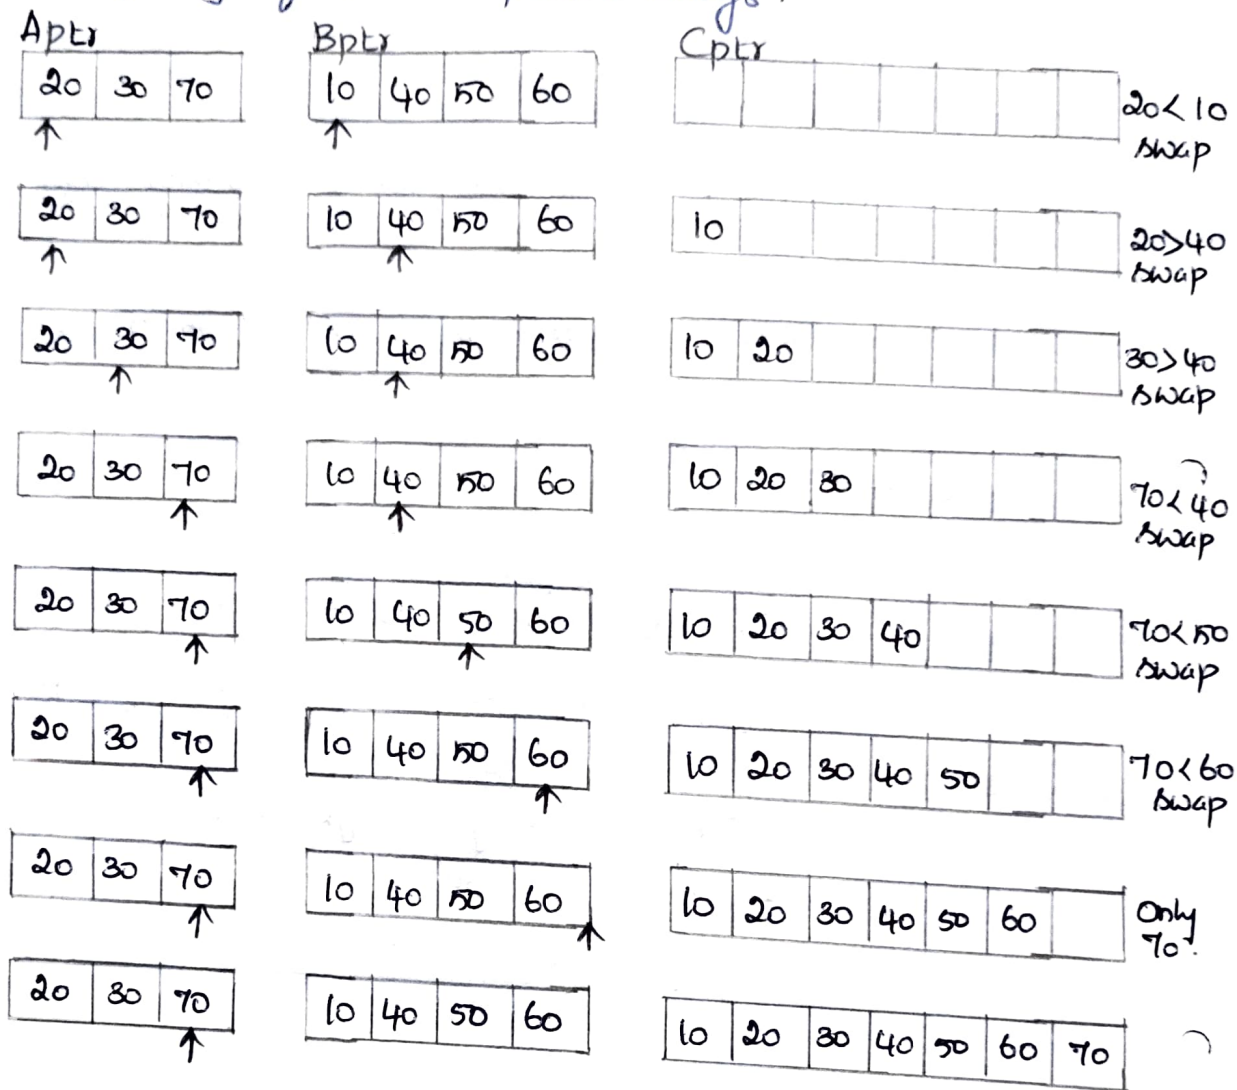 Aptr Bptr Cptr
20 30 70 10 40 50 60 20<10
swap
20 30 70 10 40 50 60 10 20>40
swap
20 30 70 10 40 50 60 10 20 30>40
swap
20 30 70 10 40 50 60 10 20 30 70<40
swap
20 30 70 10 40 50 60 10 20 30 40 70<50
swap
20 30 70 10 40 50 60 10 20 30 40 50 70<60
swap
20 30 70 10 40 50 60 10 20 30 40 50 60 Only
70.
20 30 70 10 40 50 60 10 20 30 40 50 60 70